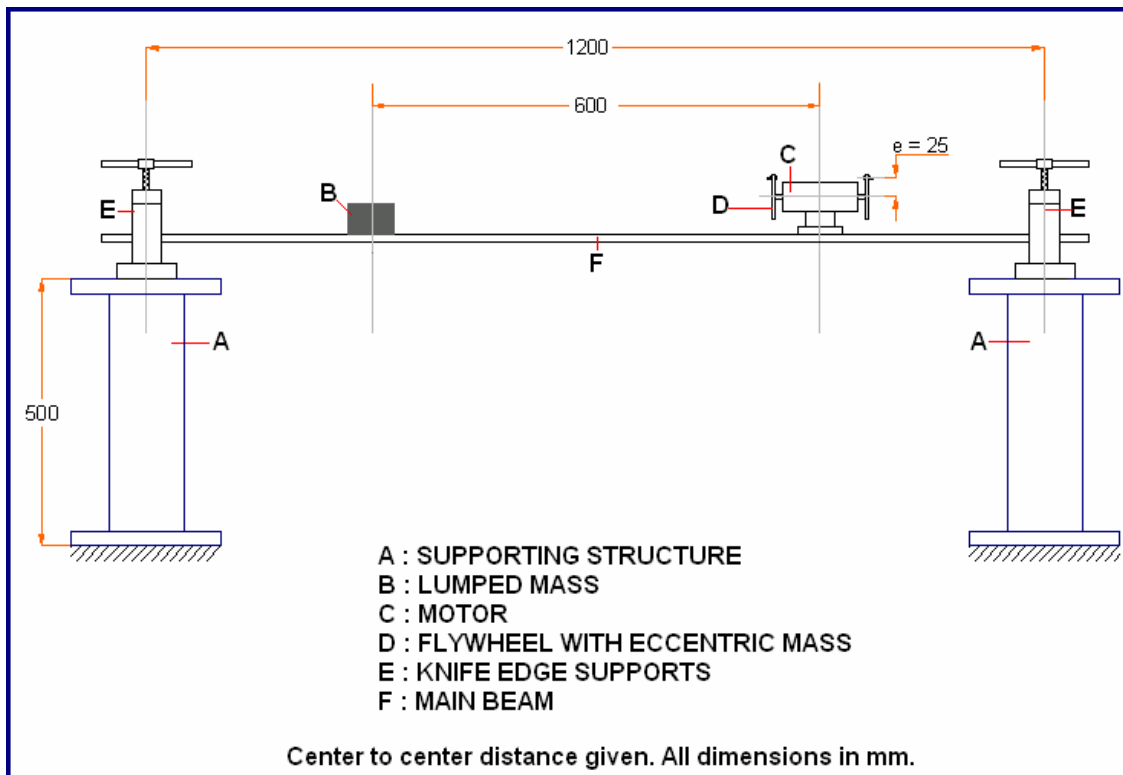 1200
600
e = 25
C
B
E
D
E
F
A
A
500
A : SUPPORTING STRUCTURE
B : LUMPED MASS
C : MOTOR
D : FLYWHEEL WITH ECCENTRIC MASS
E : KNIFE EDGE SUPPORTS
F : MAIN BEAM
Center to center distance given. All dimensions in mm.